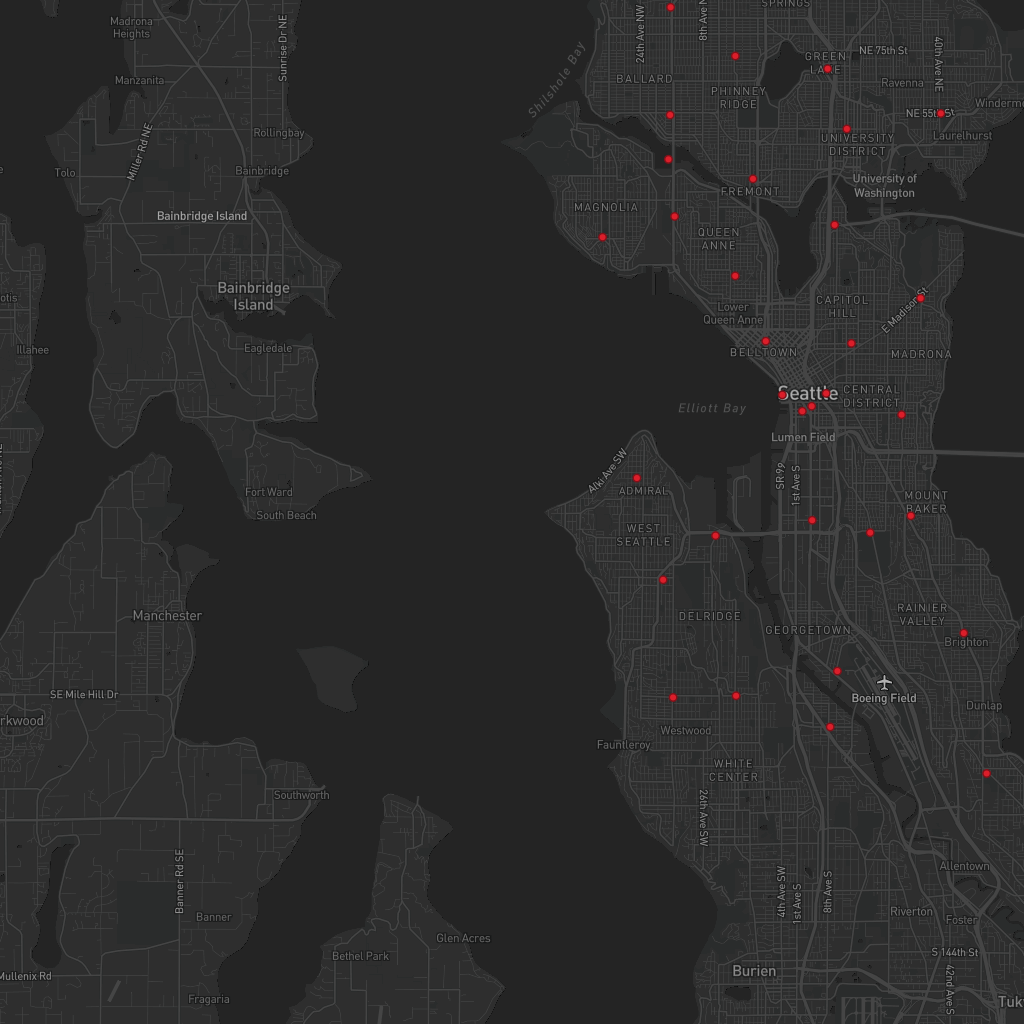 SPRINGS
Madrona
Heights
Sunrise Dr NE
24th Ave NW
8th Ave N
NE 75th St
40th Ave NE
GREEN
LAKE
Shilshole Bay
Manzanita
BALLARD
Ravenna
PHINNEY
RIDGE
Winderm
NE 55th St
Miller Rd NE
Rollingbay
UNIVERSITY
DISTRICT
Laurelhurst
Tolo
Bainbridge
University of
Washington
FREMONT
Bainbridge Island
MAGNOLIA
QUEEN
ANNE
Bainbridge
Island
otis
CAPITOL
HILL
E Madison St
Lower
Queen Anne
Illahee
Eagledale
BELLTOWN
MADRONA
Seattle
CENTRAL
DISTRICT
Elliott Bay
Lumen Field
Alki Ave SW
SR 99
1st Ave S
Fort Ward
ADMIRAL
MOUNT
BAKER
South Beach
WEST
SEATTLE
Manchester
DELRIDGE
RAINIER
VALLEY
GEORGETOWN
Brighton
SE Mile Hill Dr
Boeing Field
Dunlap
rkwood
Westwood
Fauntleroy
WHITE
CENTER
Southworth
26th Ave SW
Banner Rd SE
Allentown
4th Ave SW
1st Ave S
8th Ave S
Banner
Riverton
Foster
Glen Acres
Bethel Park
S 144th St
Mullenix Rd
Burien
42nd Ave S
Fragaria
Tuk